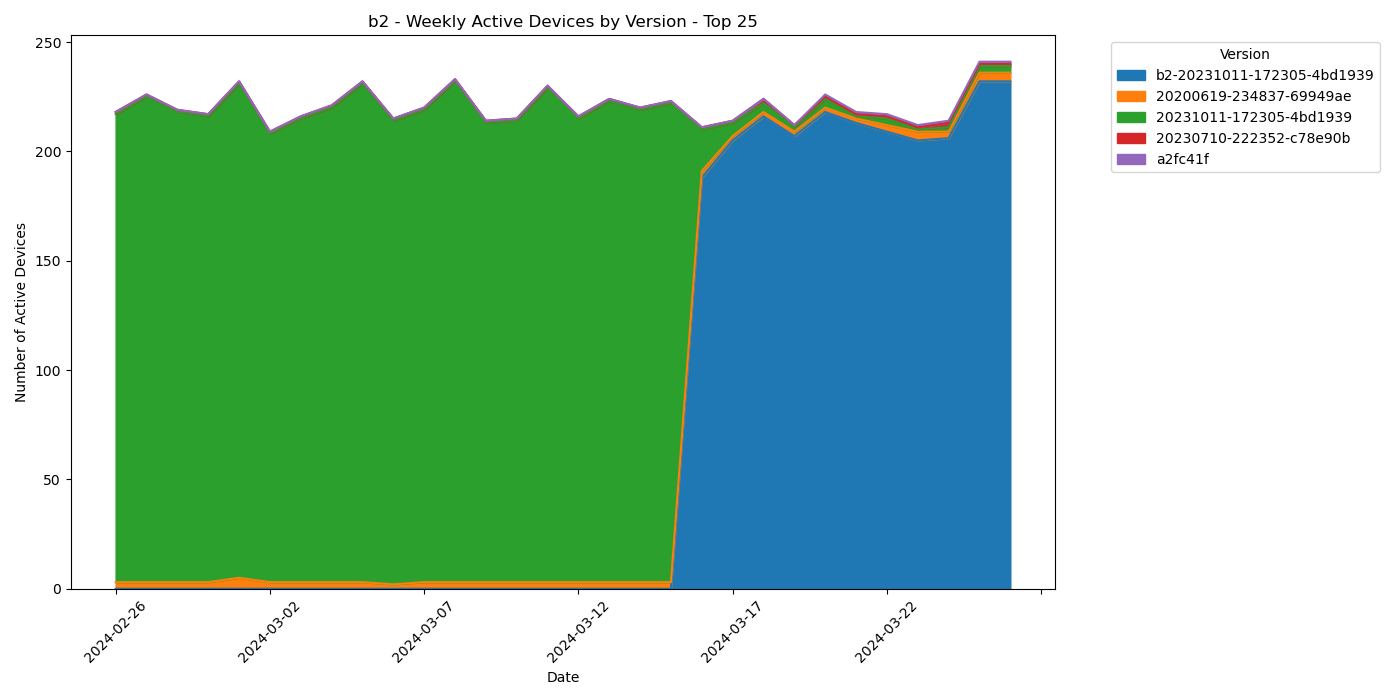 b2 - Weekly Active Devices by Version - Top 25
250
200
150
100
50
0
Number of Active Devices
2024-02-26
2024-03-02
2024-03-07
2024-03-12
2024-03-17
2024-03-22
Date
Version
b2-20231011-172305-4bd1939
20200619-234837-69949ae
20231011-172305-4bd1939
20230710-222352-c78e90b
a2fc41f